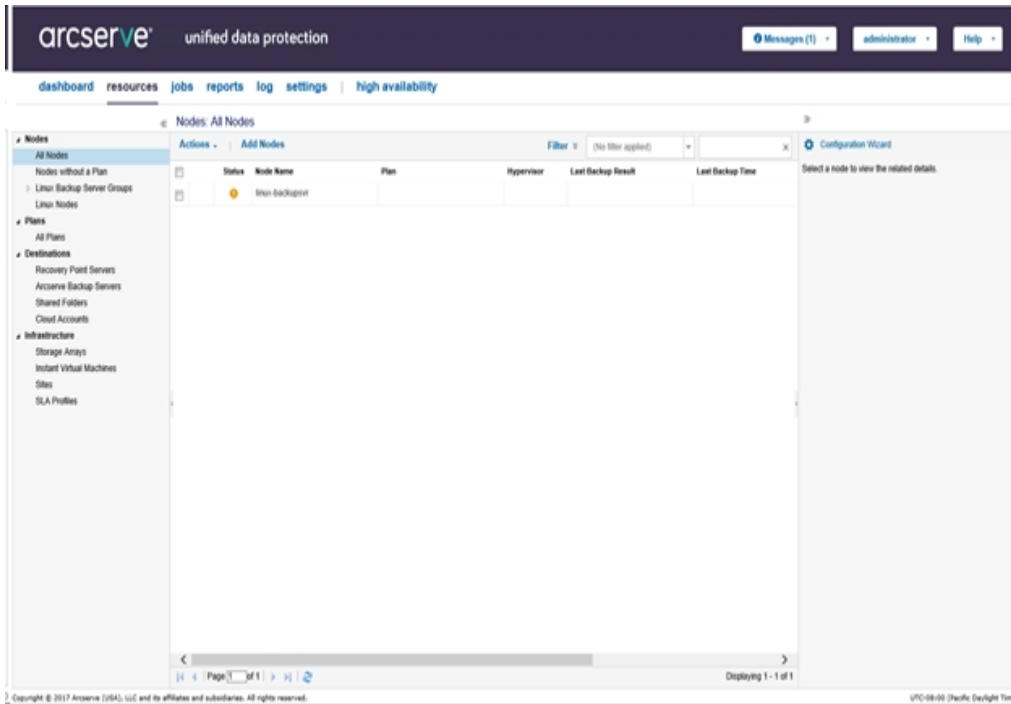 arcserve unified data protection
Messages (1) administrator Help
dashboard resources jobs reports log settings | high availability
Nodes: All Nodes
Nodes
All Nodes
Nodes without a Plan
Linux Backup Server Groups
Linux Nodes
Plans
All Plans
Destinations
Recovery Point Servers
Arcserve Backup Servers
Shared Folders
Cloud Accounts
Infrastructure
Storage Arrays
Instant Virtual Machines
Sites
SLA Profiles
Actions | Add Nodes Filter (No filter applied)
Status Node Name Plan Hypervisor Last Backup Result Last Backup Time
linux-backupsvr
Configuration Wizard
Select a node to view the related details.
Page 1 of 1
Displaying 1 - 1 of 1
Copyright © 2017 Arcserve (USA), LLC and its affiliates and subsidiaries. All rights reserved.
UTC-08:00 (Pacific Daylight Tim